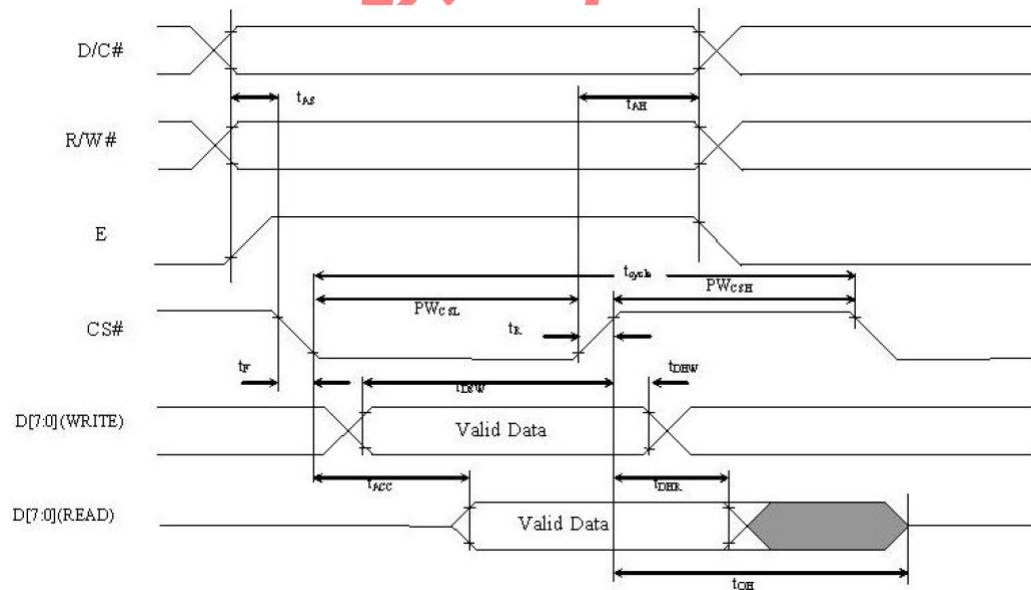 D/C#
tAS
tAH
R/W#
E
tcycle
PWCSL
PWCSH
CS#
tR
tF
tDSW
tDHW
D[7:0](WRITE)
Valid Data
tACC
tDHR
D[7:0](READ)
Valid Data
tOH